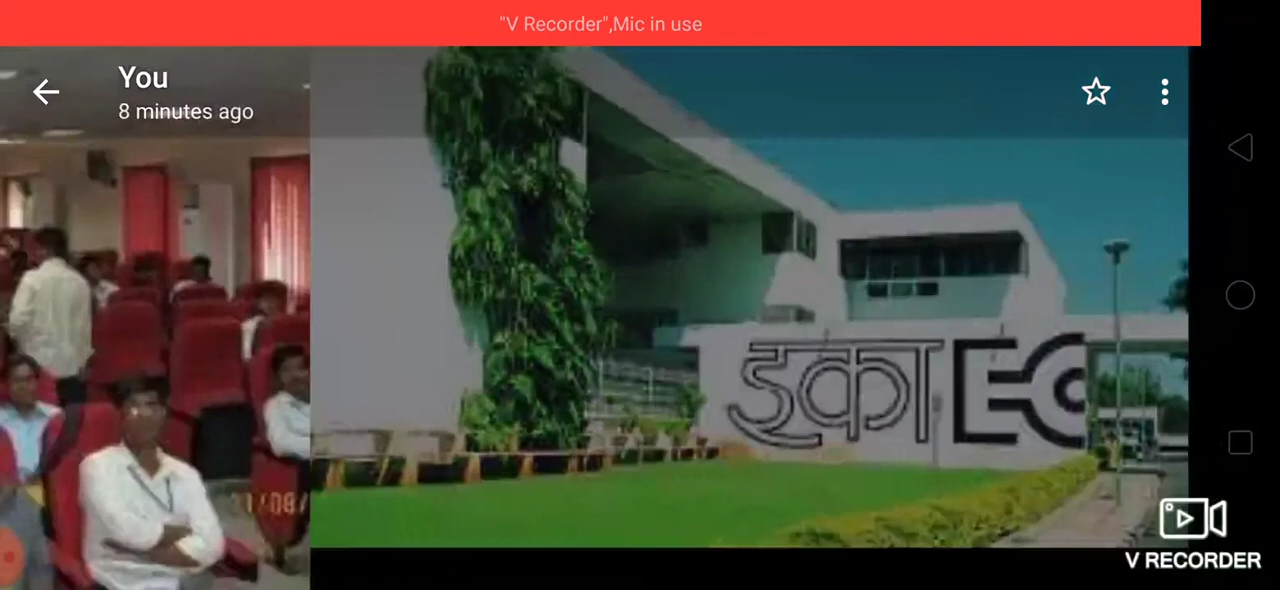 "V Recorder",Mic in use
You
8 minutes ago
इका EC
V RECORDER